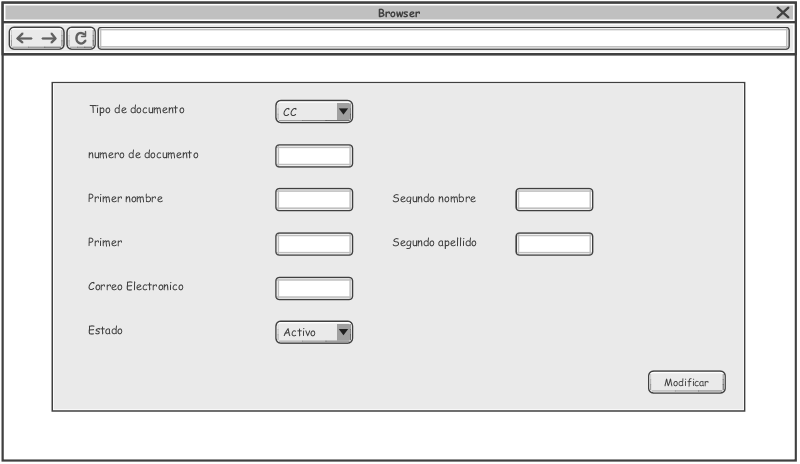 Browser
Tipo de documento CC
numero de documento
Primer nombre Segundo nombre
Primer Segundo apellido
Correo Electronico
Estado Activo
Modificar